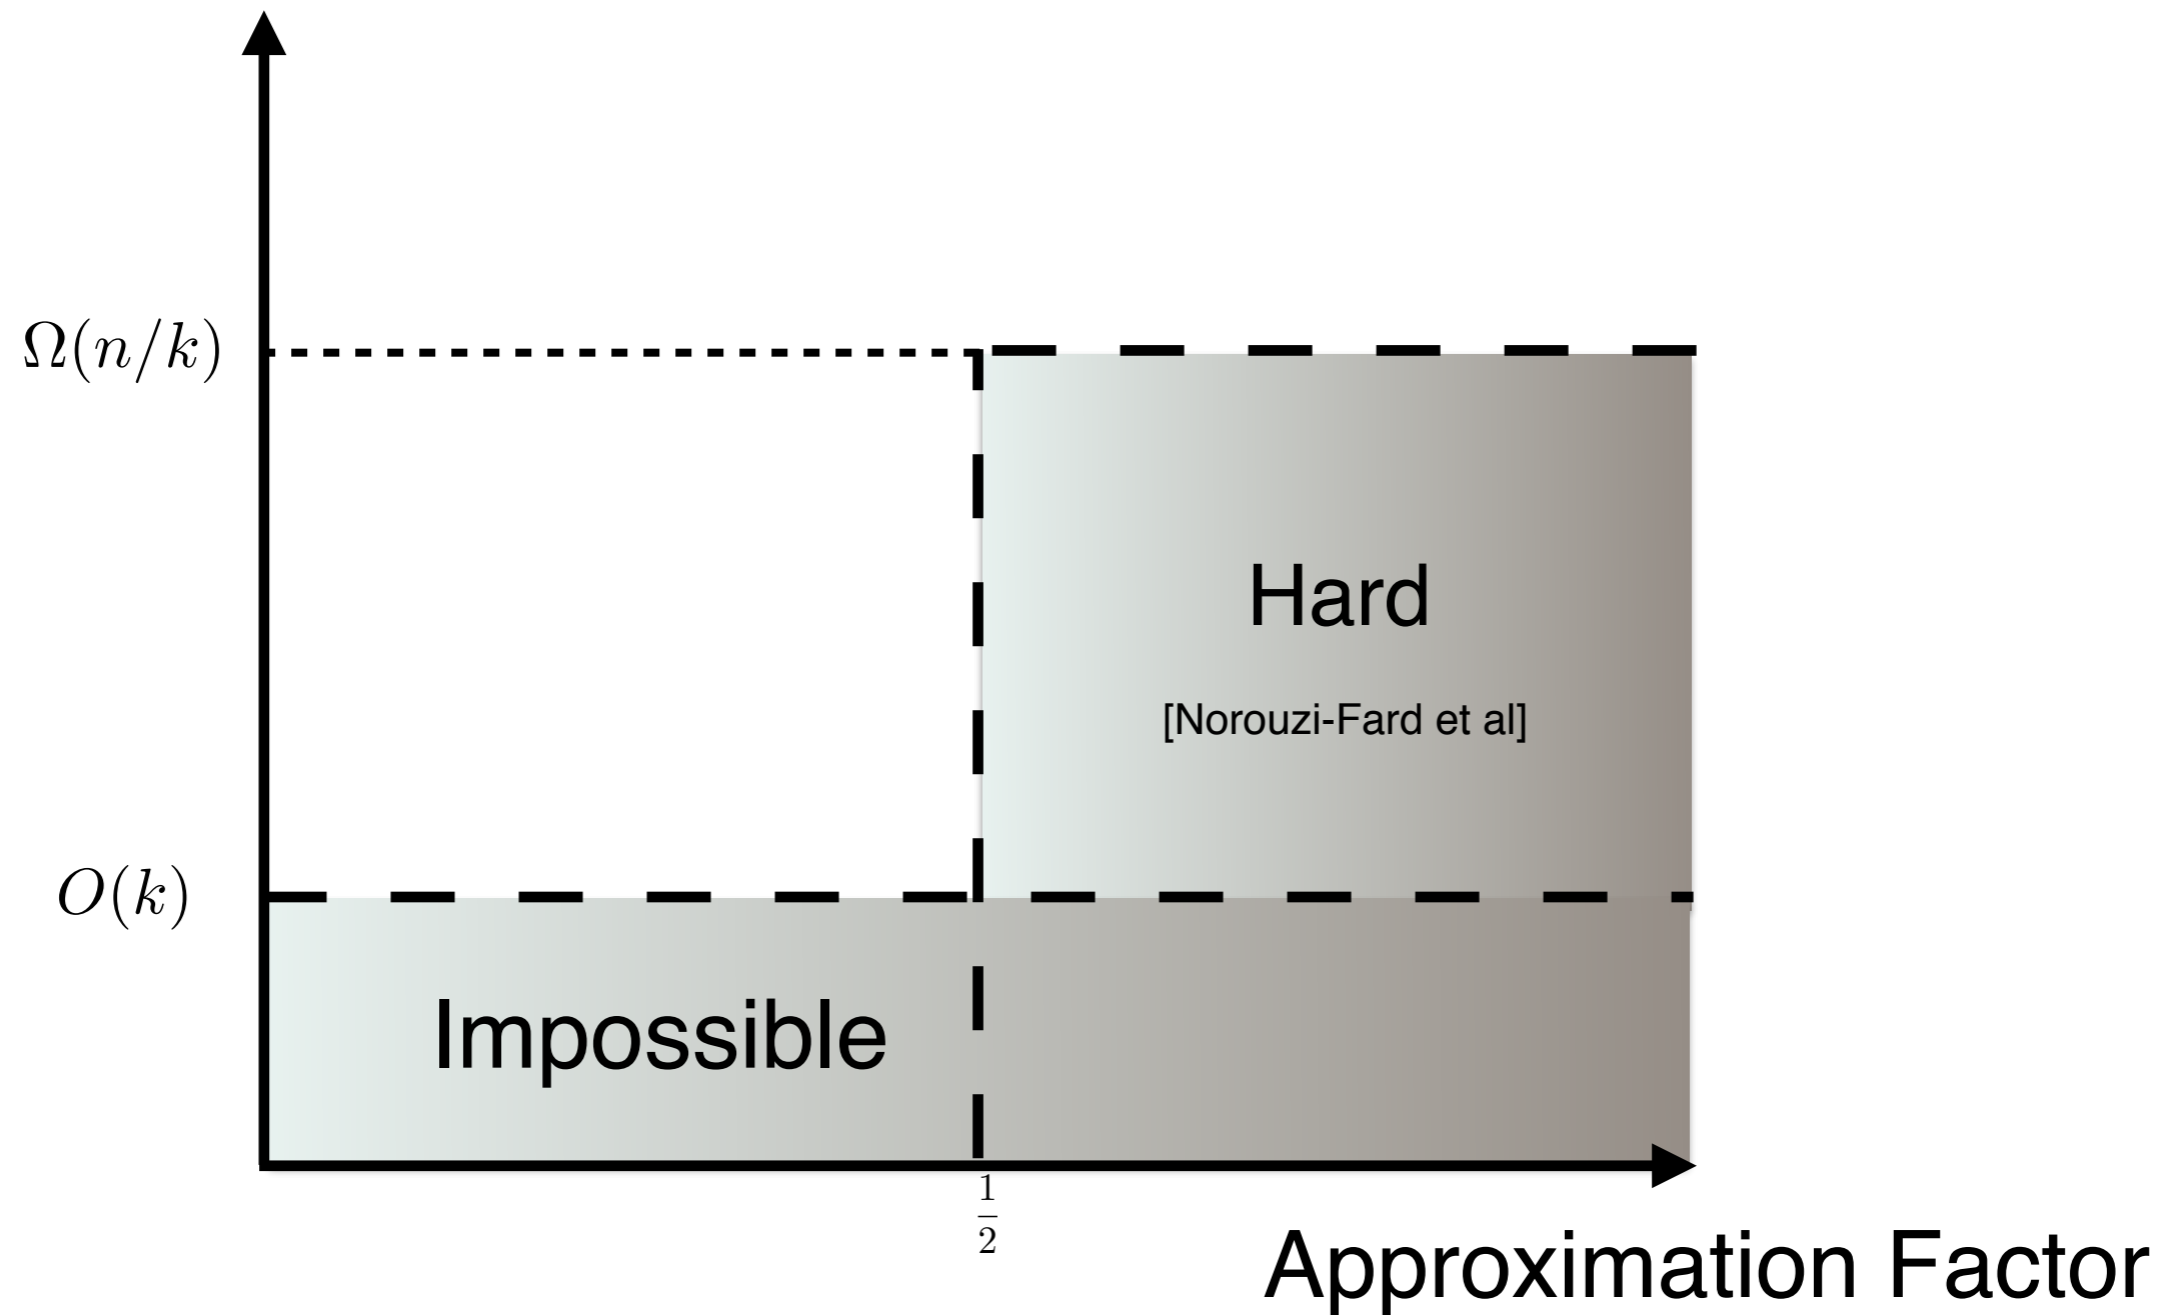 Ω(n/k)
Hard
[Norouzi-Fard et al]
O(k)
Impossible
1/2
Approximation Factor